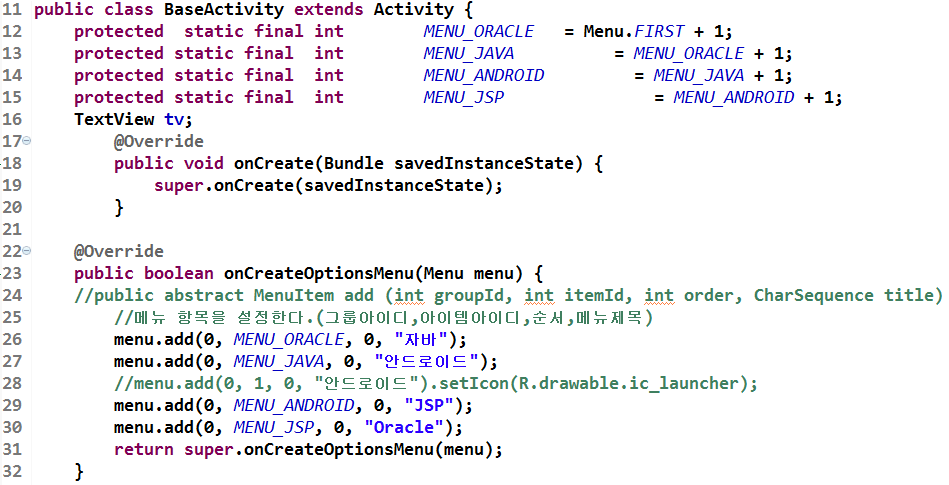 11 public class BaseActivity extends Activity {
12 protected static final int MENU_ORACLE = Menu.FIRST + 1;
13 protected static final int MENU_JAVA = MENU_ORACLE + 1;
14 protected static final int MENU_ANDROID = MENU_JAVA + 1;
15 protected static final int MENU_JSP = MENU_ANDROID + 1;
16 TextView tv;
17 @Override
18 public void onCreate(Bundle savedInstanceState) {
19 super.onCreate(savedInstanceState);
20 }
21
22 @Override
23 public boolean onCreateOptionsMenu(Menu menu) {
24 //public abstract MenuItem add (int groupId, int itemId, int order, CharSequence title)
25 //메뉴 항목을 설정한다.(그룹아이디,아이템아이디,순서,메뉴제목)
26 menu.add(0, MENU_ORACLE, 0, "자바");
27 menu.add(0, MENU_JAVA, 0, "안드로이드");
28 //menu.add(0, 1, 0, "안드로이드").setIcon(R.drawable.ic_launcher);
29 menu.add(0, MENU_ANDROID, 0, "JSP");
30 menu.add(0, MENU_JSP, 0, "Oracle");
31 return super.onCreateOptionsMenu(menu);
32 }